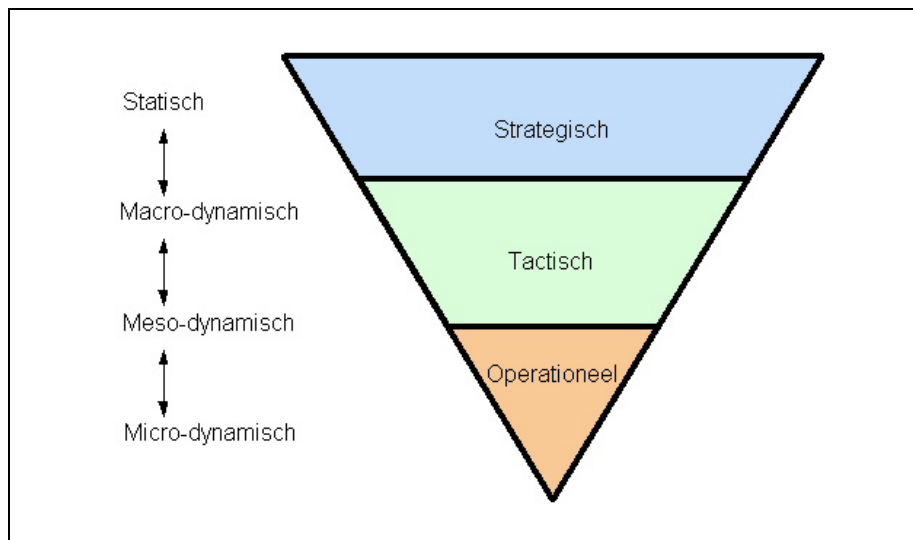 Statisch
Strategisch
Macro-dynamisch
Tactisch
Meso-dynamisch
Operationeel
Micro-dynamisch